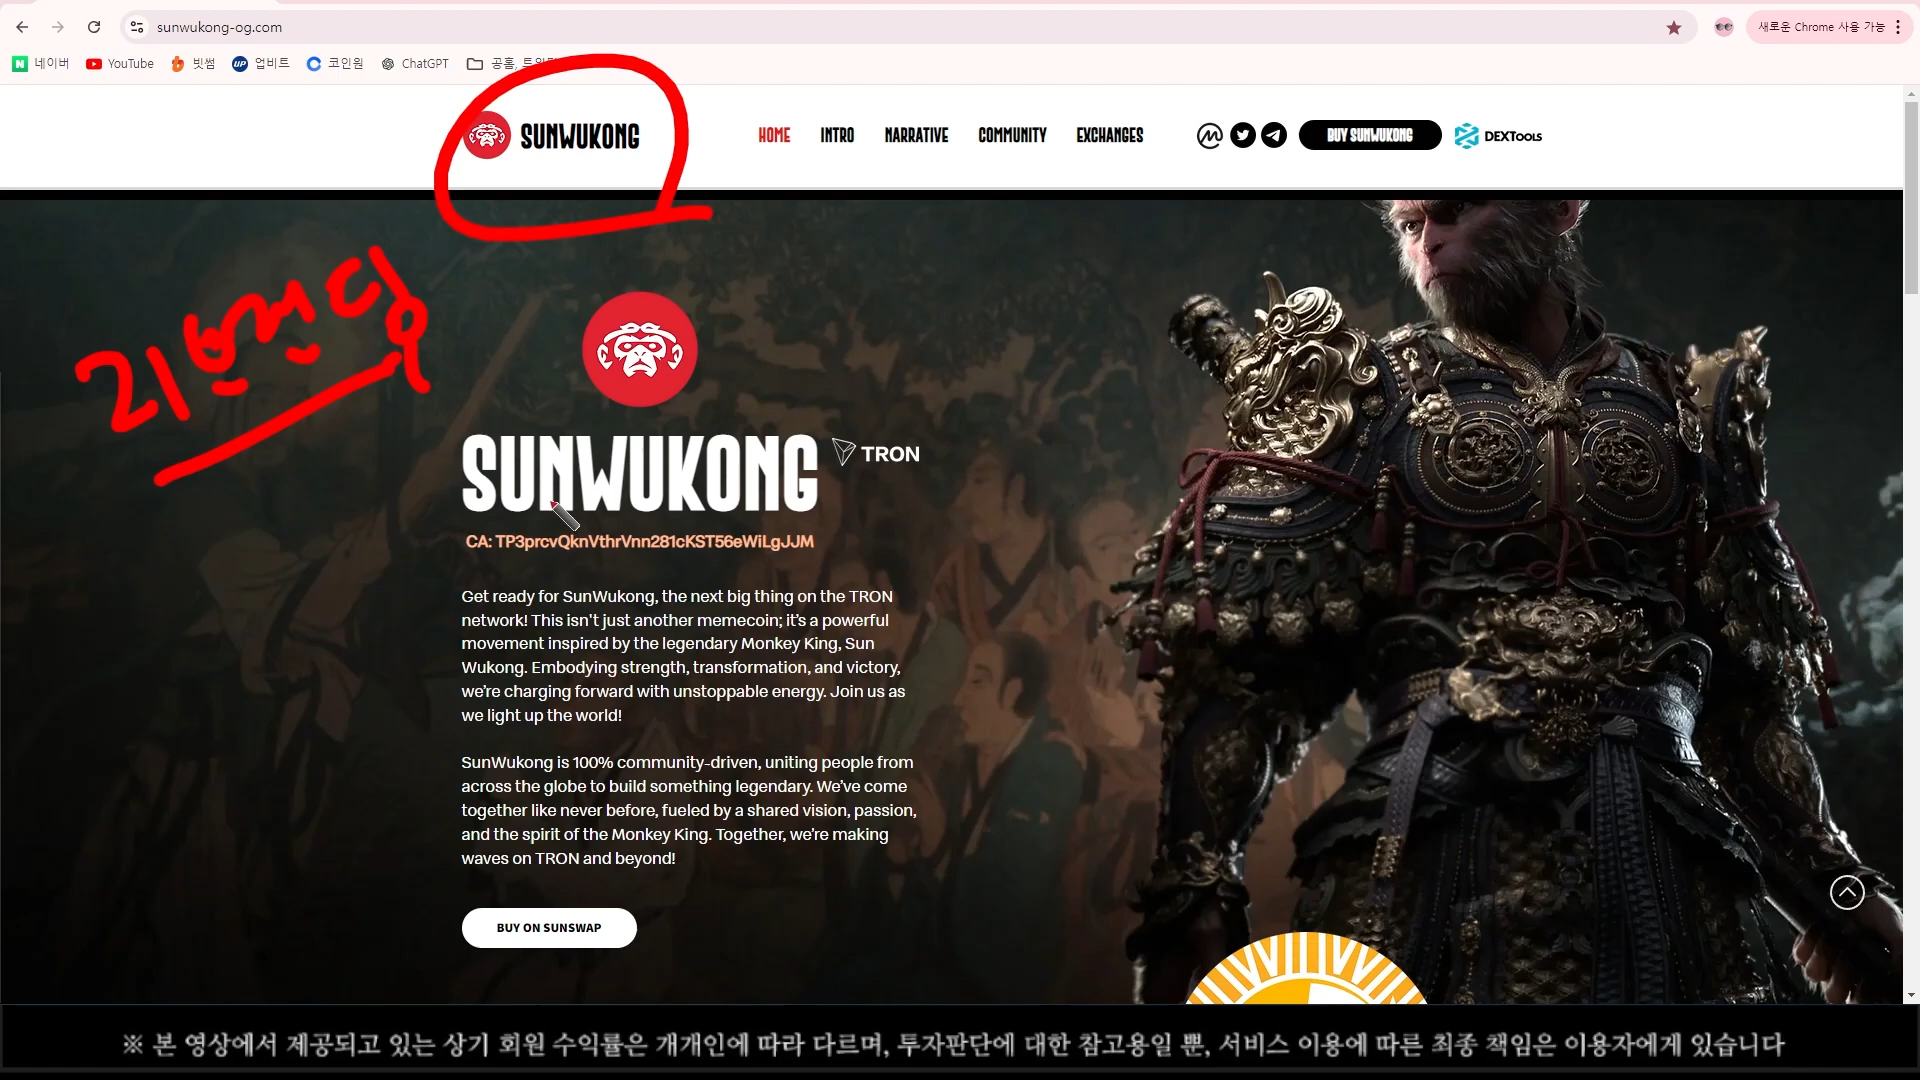 sunwukong-og.com
새로운 Chrome 사용 가능
네이버 YouTube 빗썸 업비트 코인원 ChatGPT 공홈,
SUNWUKONG HOME INTRO NARRATIVE COMMUNITY EXCHANGES BUY SUNWUKONG DEXTools
리브랜딩
SUNWUKONG TRON
CA: TP3prcvQknVthrVnn281cKST56eWiLgJJM
Get ready for SunWukong, the next big thing on the TRON
network! This isn't just another memecoin; it's a powerful
movement inspired by the legendary Monkey King, Sun
Wukong. Embodying strength, transformation, and victory,
we're charging forward with unstoppable energy. Join us as
we light up the world!
SunWukong is 100% community-driven, uniting people from
across the globe to build something legendary. We've come
together like never before, fueled by a shared vision, passion,
and the spirit of the Monkey King. Together, we're making
waves on TRON and beyond!
BUY ON SUNSWAP
※ 본 영상에서 제공되고 있는 상기 회원 수익률은 개개인에 따라 다르며, 투자판단에 대한 참고용일 뿐, 서비스 이용에 따른 최종 책임은 이용자에게 있습니다